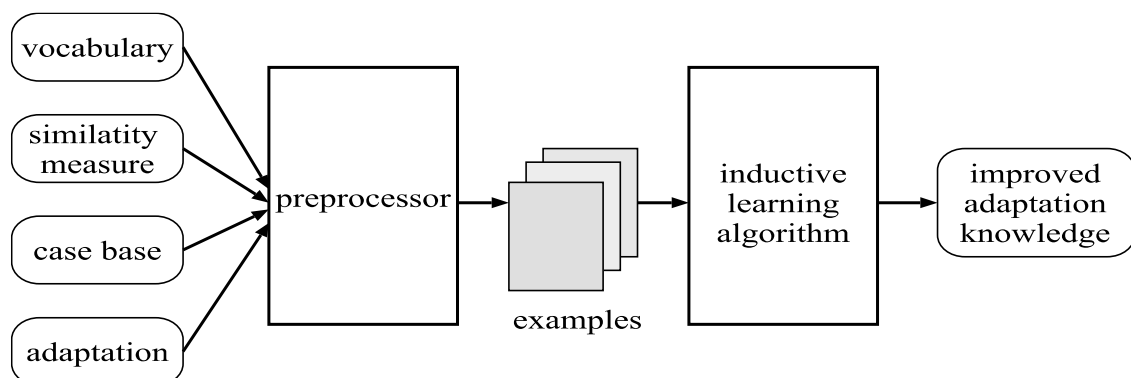 vocabulary
similatity
measure
case base
adaptation
preprocessor
examples
inductive
learning
algorithm
improved
adaptation
knowledge